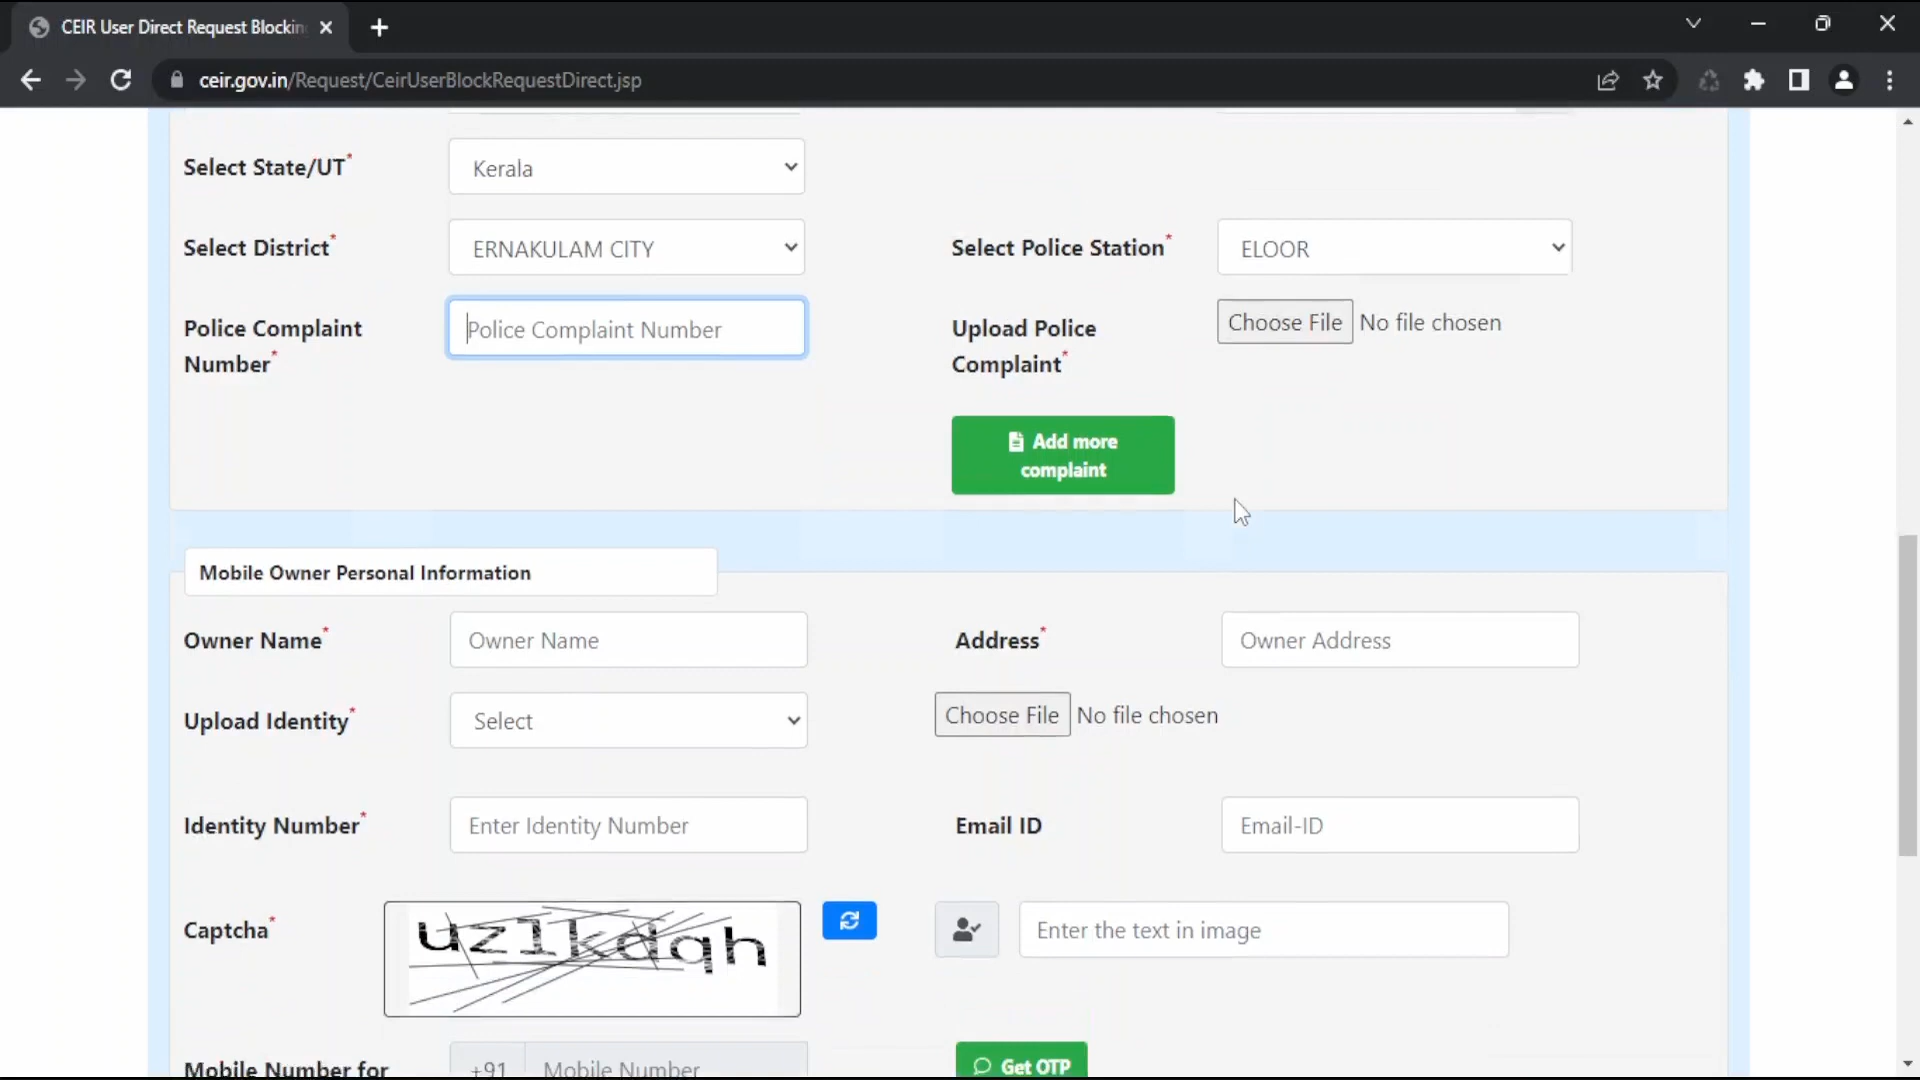 CEIR User Direct Request Blockin
ceir.gov.in/Request/CeirUserBlockRequestDirect.jsp
Select State/UT*
Kerala
Select District*
ERNAKULAM CITY
Select Police Station*
ELOOR
Police Complaint
Number*
Police Complaint Number
Upload Police
Complaint*
Choose File No file chosen
Add more
complaint
Mobile Owner Personal Information
Owner Name*
Owner Name
Address*
Owner Address
Upload Identity*
Select
Choose File No file chosen
Identity Number*
Enter Identity Number
Email ID
Email-ID
Captcha*
uz1kdqh
Enter the text in image
Mobile Number for
+91 Mobile Number
Get OTP